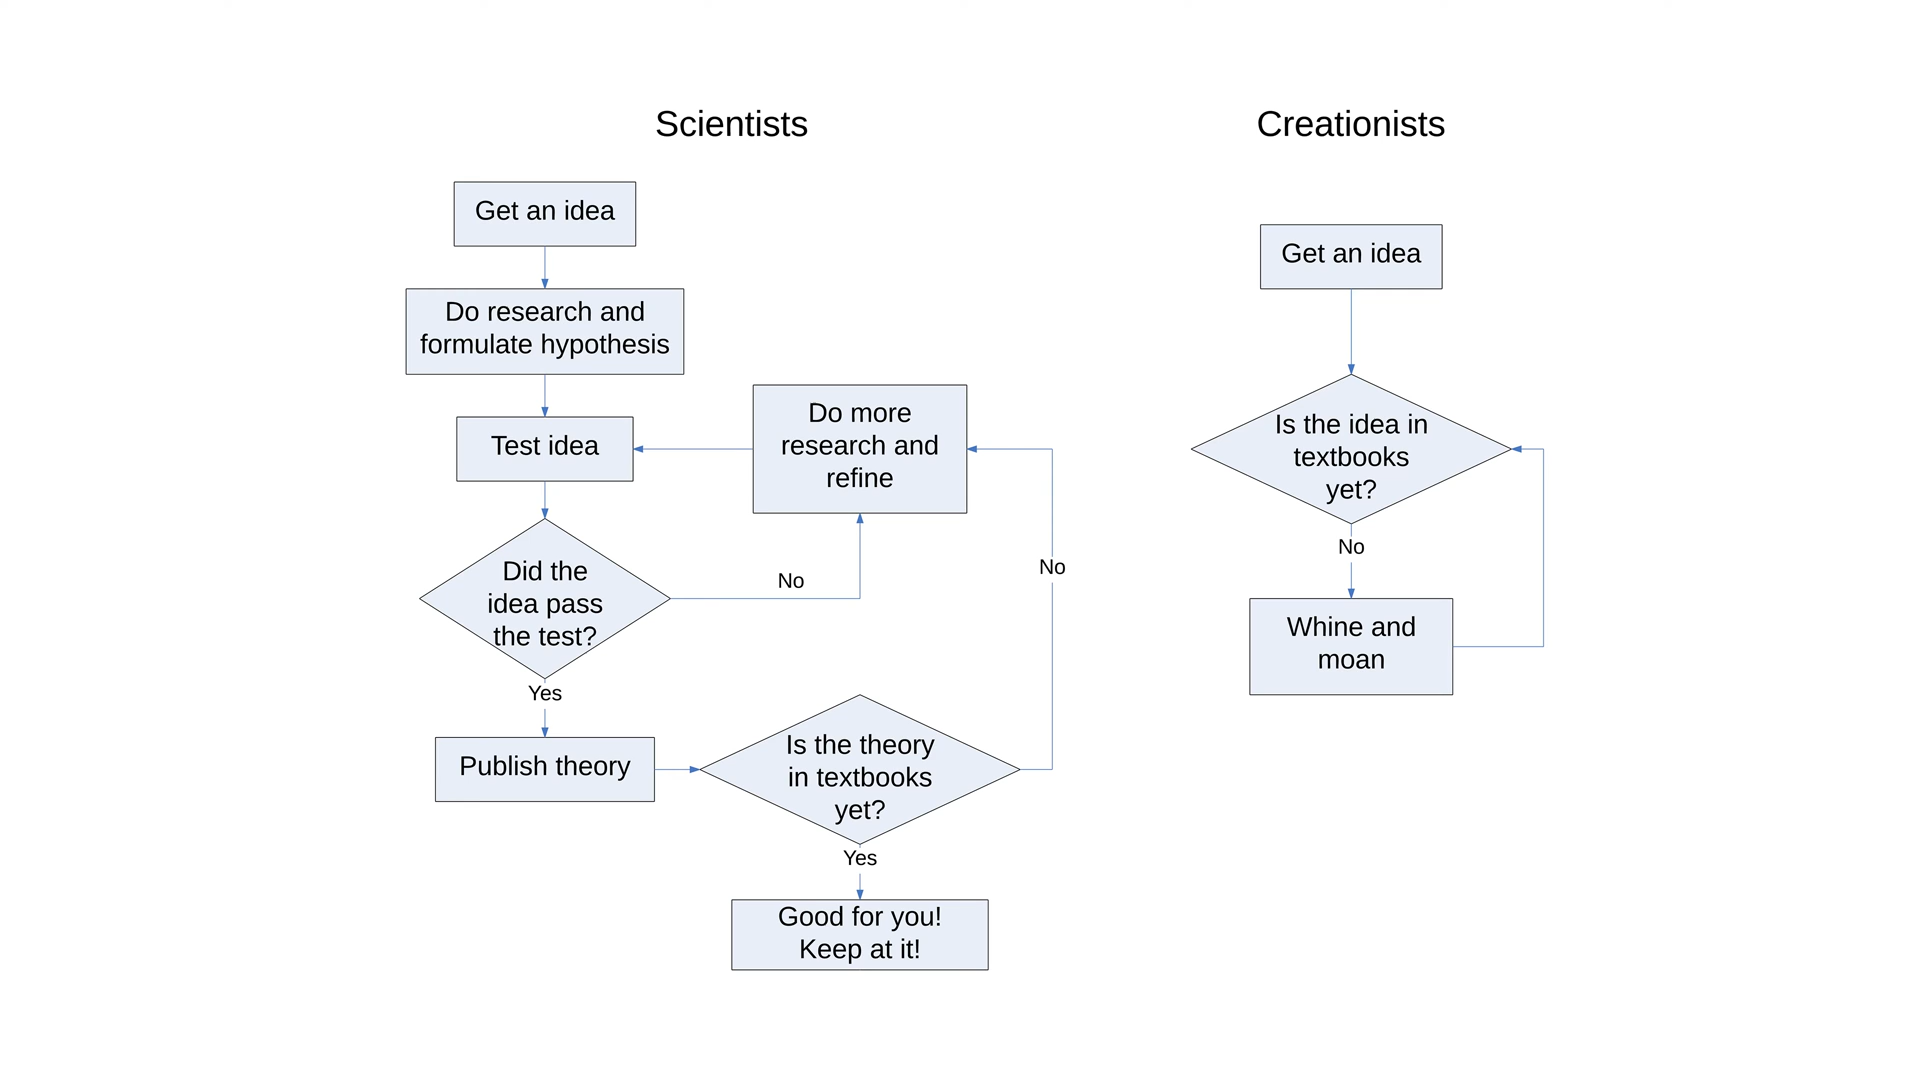 Scientists
Get an idea
Do research and
formulate hypothesis
Test idea
Do more
research and
refine
Did the
idea pass
the test?
No
No
Yes
Publish theory
Is the theory
in textbooks
yet?
Yes
Good for you!
Keep at it!
Creationists
Get an idea
Is the idea in
textbooks
yet?
No
Whine and
moan